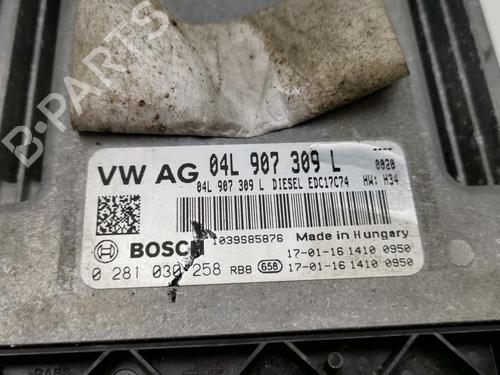 B-PARTS
VW AG 04L 907 309 L
0020
04L 907 309 L DIESEL EDC17C74 HW: H34
1039S85876 Made in Hungary
BOSCH 17-01-16 1410 0950
0 281 030 258 RBB 658 17-01-16 1410 0950